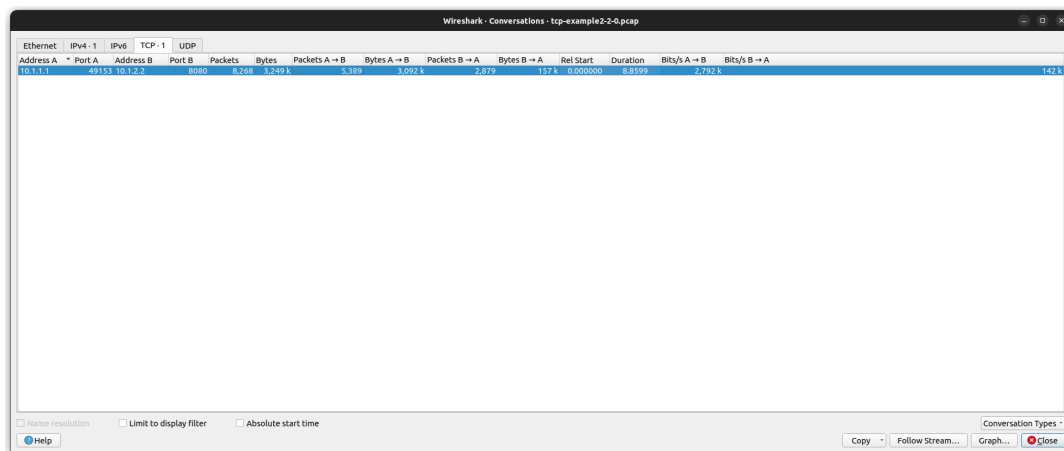 Wireshark · Conversations · tcp-example2-2-0.pcap
Ethernet IPv4 · 1 IPv6 TCP · 1 UDP
Address A Port A Address B Port B Packets Bytes Packets A → B Bytes A → B Packets B → A Bytes B → A Rel Start Duration Bits/s A → B Bits/s B → A
10.1.1.1 49153 10.1.2.2 8080 8,268 3,249 k 5,389 3,092 k 2,879 157 k 0.000000 8.8599 2,792 k 142 k
Name resolution Limit to display filter Absolute start time Conversation Types
Help Copy Follow Stream... Graph... Close